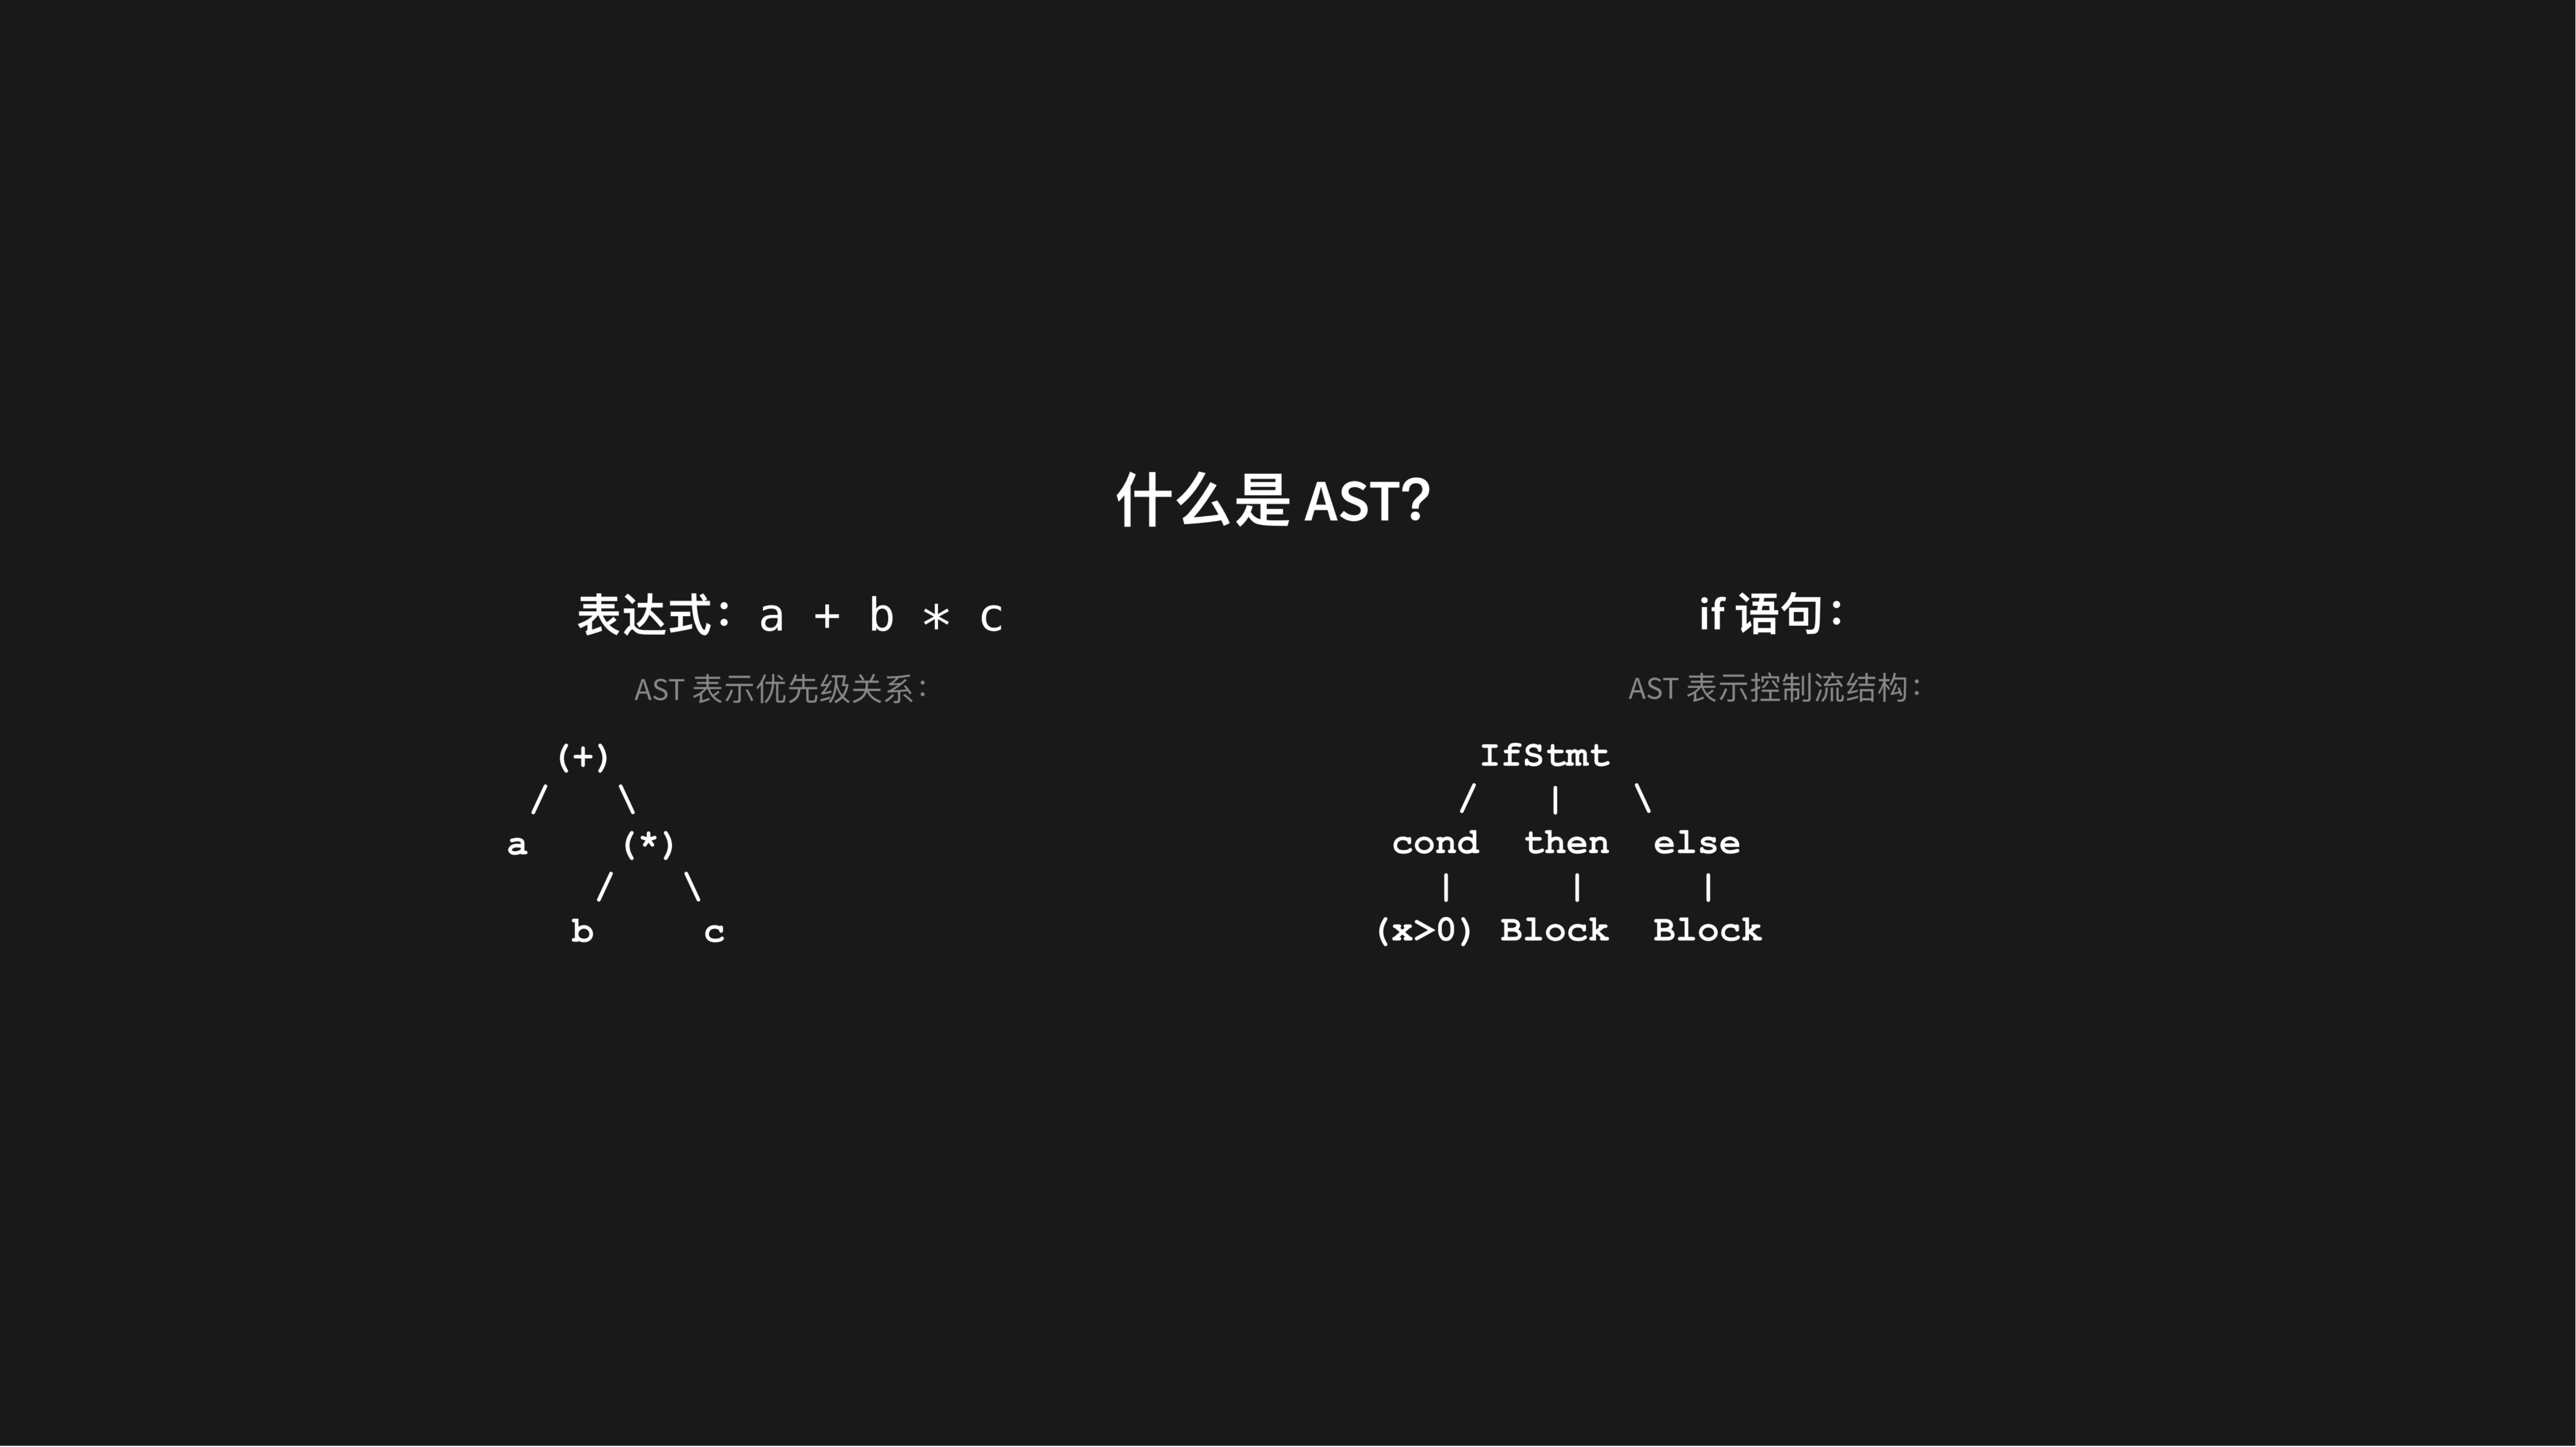 什么是 AST？
表达式：a + b * c
AST 表示优先级关系：
(+)
/ \
a (*)
/ \
b c
if 语句：
AST 表示控制流结构：
IfStmt
/ | \
cond then else
| | |
(x>0) Block Block